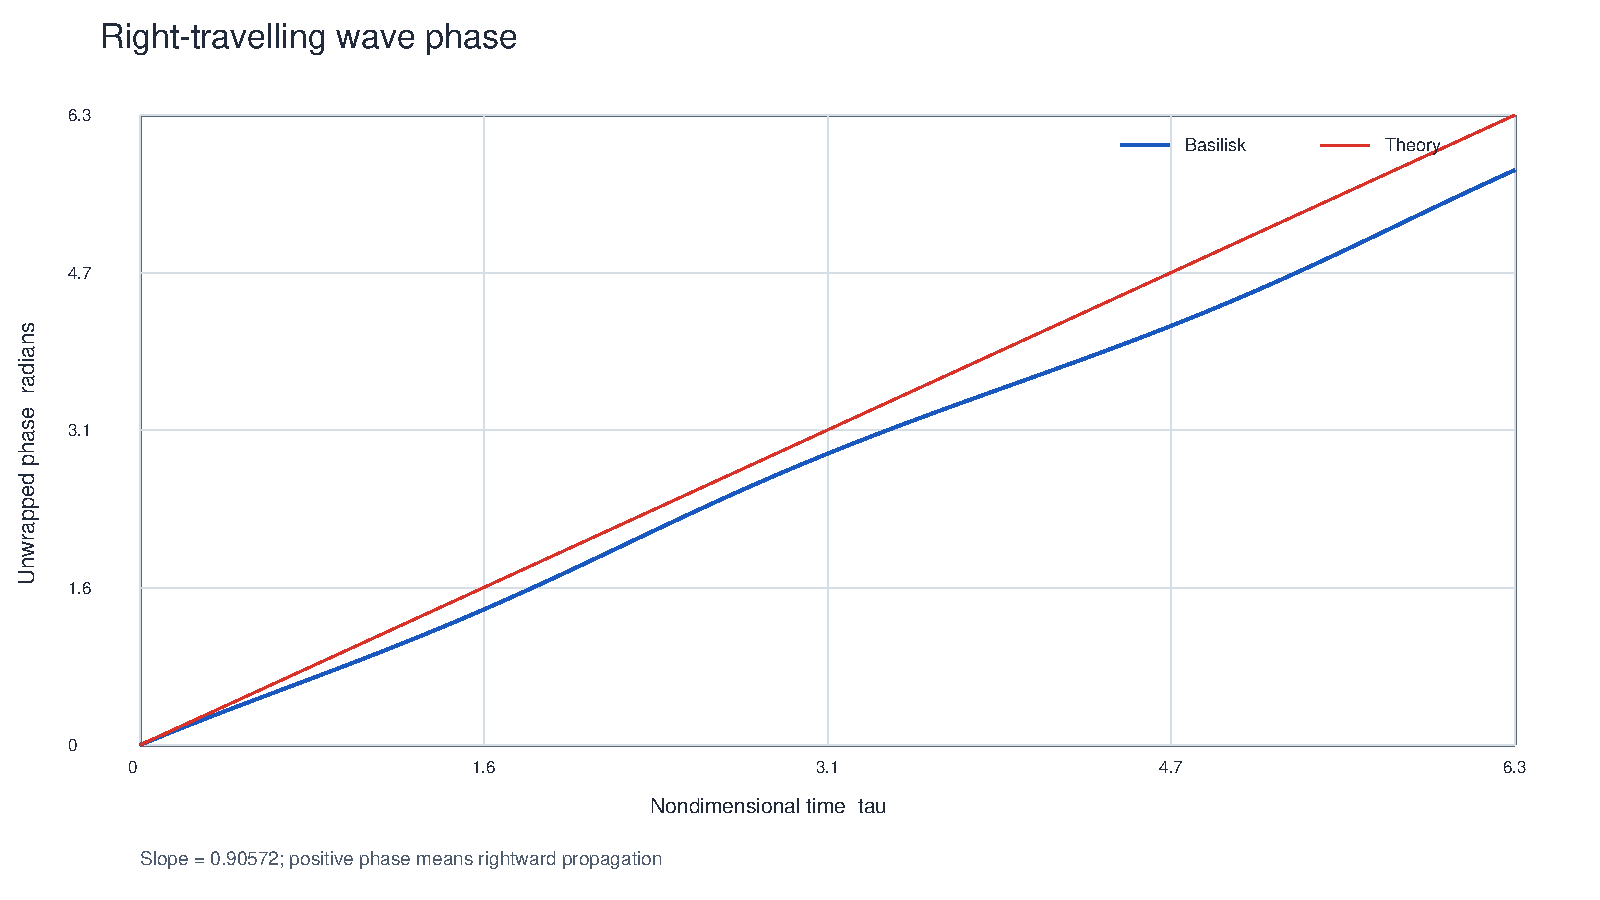 Right-travelling wave phase
6.3
Basilisk
Theory
4.7
3.1
1.6
0
Unwrapped phase  radians
0
1.6
3.1
4.7
6.3
Nondimensional time  tau
Slope = 0.90572; positive phase means rightward propagation